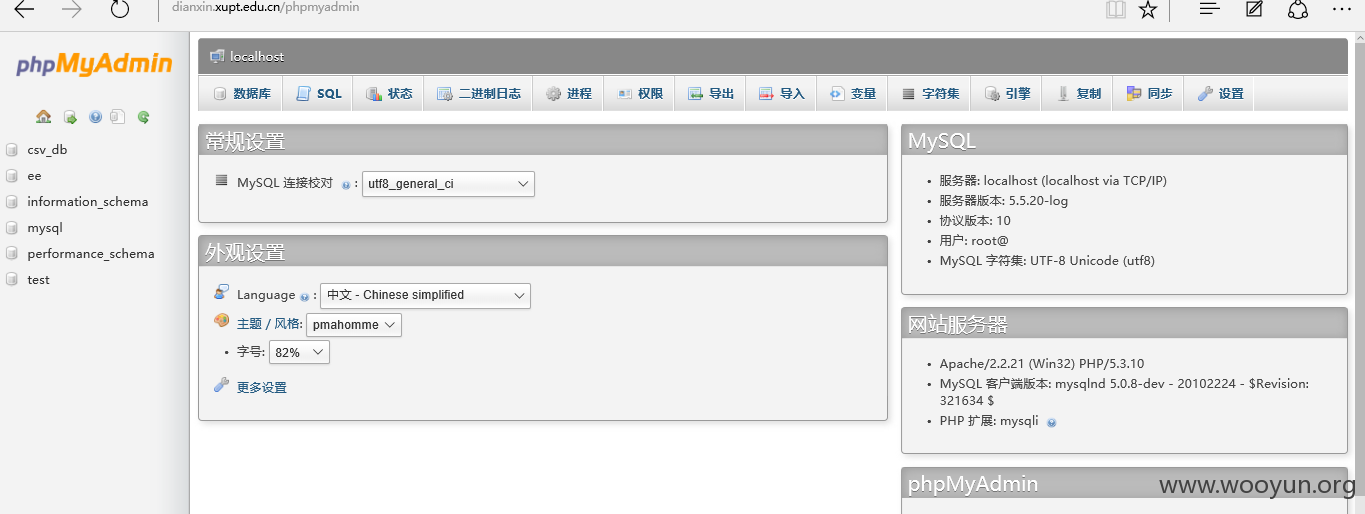 dianxin.xupt.edu.cn/phpmyadmin
phpMyAdmin
csv_db
ee
information_schema
mysql
performance_schema
test
localhost
数据库 SQL 状态 二进制日志 进程 权限 导出 导入 变量 字符集 引擎 复制 同步 设置
常规设置
MySQL 连接校对 : utf8_general_ci
外观设置
Language : 中文 - Chinese simplified
主题 / 风格: pmahomme
• 字号: 82%
更多设置
MySQL
• 服务器: localhost (localhost via TCP/IP)
• 服务器版本: 5.5.20-log
• 协议版本: 10
• 用户: root@
• MySQL 字符集: UTF-8 Unicode (utf8)
网站服务器
• Apache/2.2.21 (Win32) PHP/5.3.10
• MySQL 客户端版本: mysqlnd 5.0.8-dev - 20102224 - $Revision:
321634 $
• PHP 扩展: mysqli
phpMyAdmin
www.wooyun.org